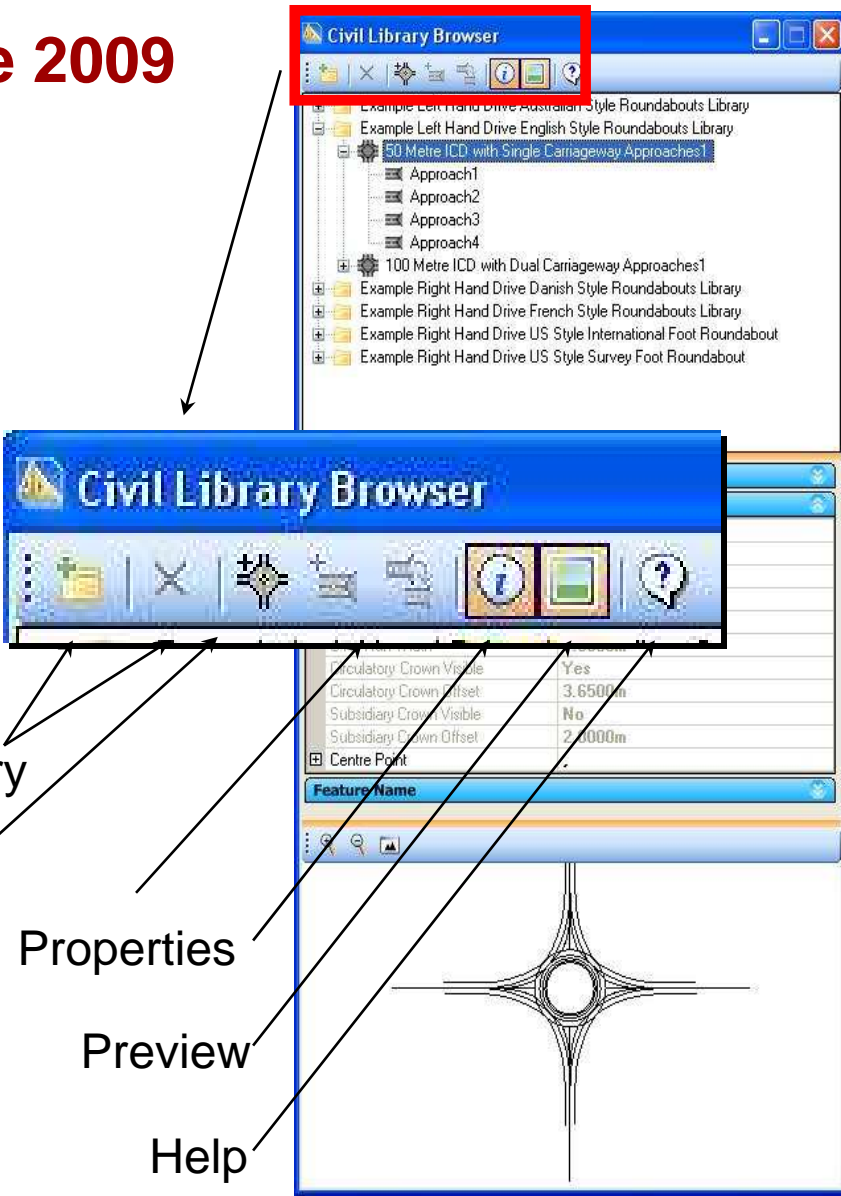 e 2009
Civil Library Browser
Example Left Hand Drive Australian Style Roundabouts Library
Example Left Hand Drive English Style Roundabouts Library
50 Metre ICD with Single Carriageway Approaches1
Approach1
Approach2
Approach3
Approach4
100 Metre ICD with Dual Carriageway Approaches1
Example Right Hand Drive Danish Style Roundabouts Library
Example Right Hand Drive French Style Roundabouts Library
Example Right Hand Drive US Style International Foot Roundabout
Example Right Hand Drive US Style Survey Foot Roundabout
Civil Library Browser
Circulatory Crown Visible Yes
Circulatory Crown Offset 3.6500m
Subsidiary Crown Visible No
Subsidiary Crown Offset 2.0000m
Centre Point
ry
Feature Name
Properties
Preview
Help